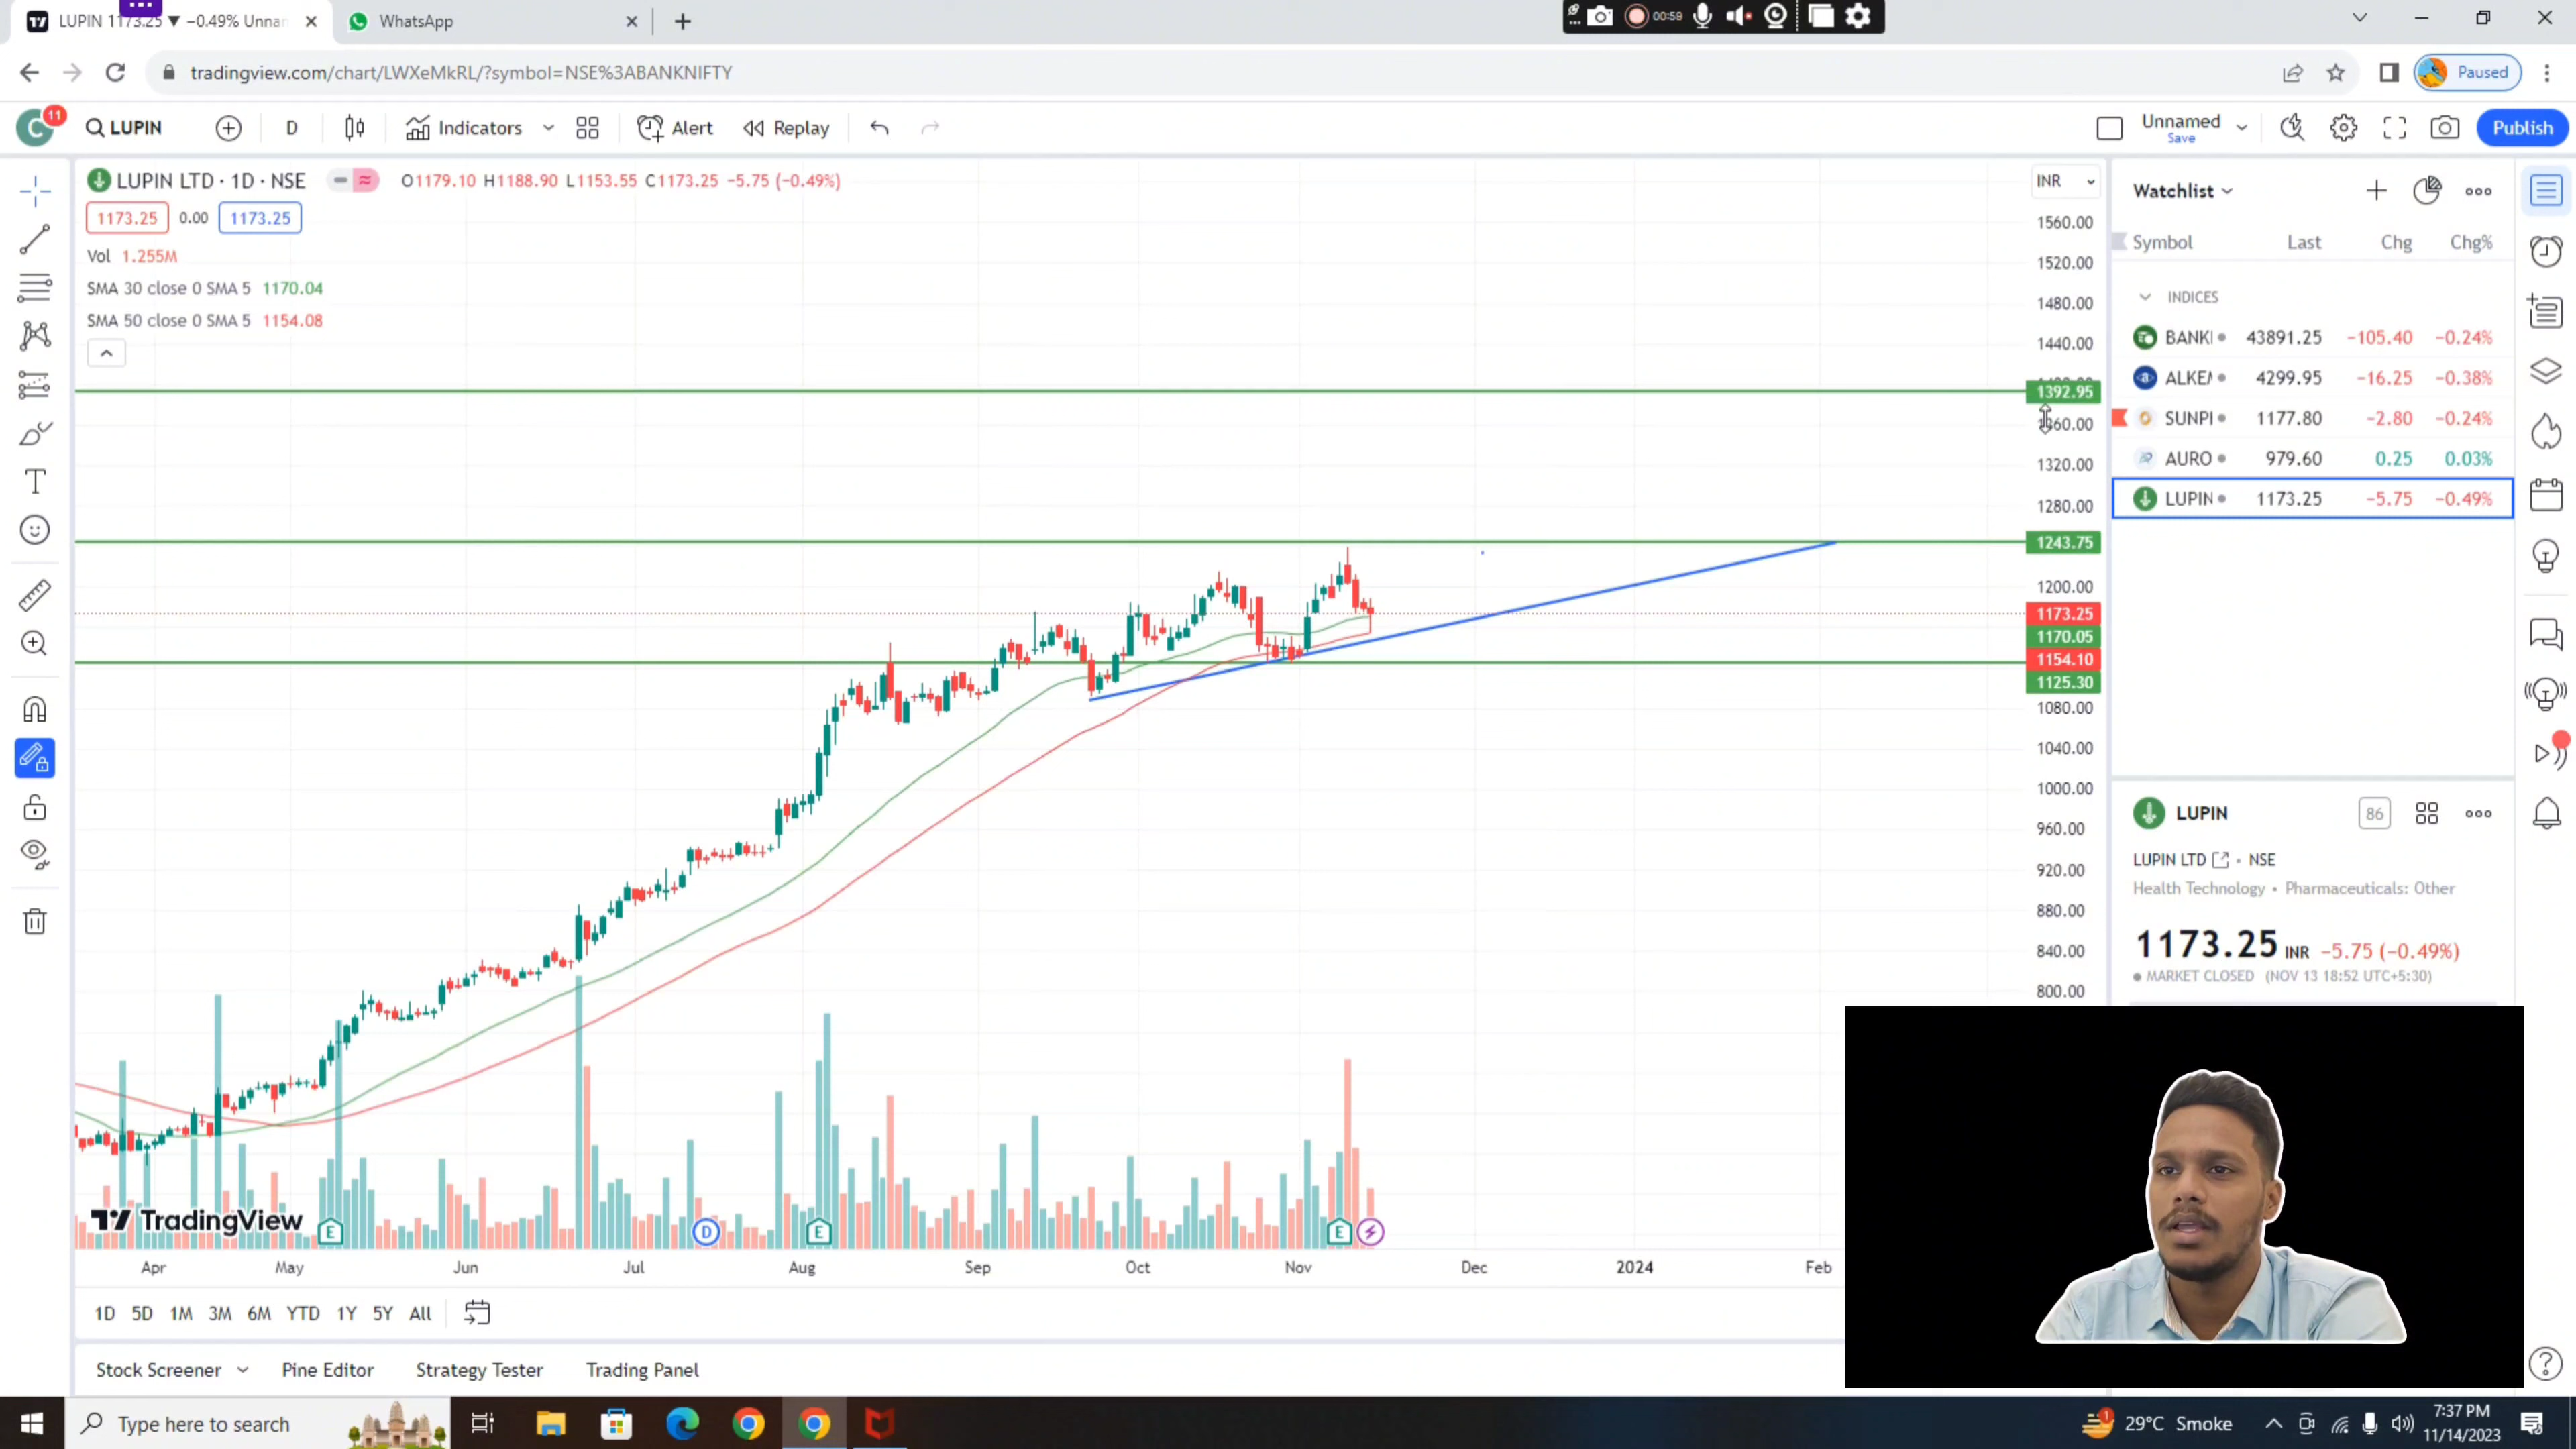 LUPIN 1173.25 ▼ −0.49% Unnan
WhatsApp
00:59
tradingview.com/chart/LWXeMkRL/?symbol=NSE%3ABANKNIFTY
Paused
C 11
LUPIN
D
Indicators
Alert
Replay
Unnamed
Save
Publish
LUPIN LTD · 1D · NSE
O1179.10 H1188.90 L1153.55 C1173.25 −5.75 (−0.49%)
1173.25 0.00 1173.25
Vol 1.255M
SMA 30 close 0 SMA 5 1170.04
SMA 50 close 0 SMA 5 1154.08
INR
1560.00
1520.00
1480.00
1440.00
1392.95
1360.00
1320.00
1280.00
1243.75
1200.00
1173.25
1170.05
1154.10
1125.30
1080.00
1040.00
1000.00
960.00
920.00
880.00
840.00
800.00
TradingView
E
D
E
E
Apr May Jun Jul Aug Sep Oct Nov Dec 2024 Feb
1D 5D 1M 3M 6M YTD 1Y 5Y All
Stock Screener Pine Editor Strategy Tester Trading Panel
Watchlist
Symbol Last Chg Chg%
INDICES
BANKI 43891.25 −105.40 −0.24%
ALKE 4299.95 −16.25 −0.38%
SUNPI 1177.80 −2.80 −0.24%
AURO 979.60 0.25 0.03%
LUPIN 1173.25 −5.75 −0.49%
LUPIN 86
LUPIN LTD • NSE
Health Technology • Pharmaceuticals: Other
1173.25 INR −5.75 (−0.49%)
MARKET CLOSED (NOV 13 18:52 UTC+5:30)
Type here to search
1
29°C Smoke
7:37 PM
11/14/2023